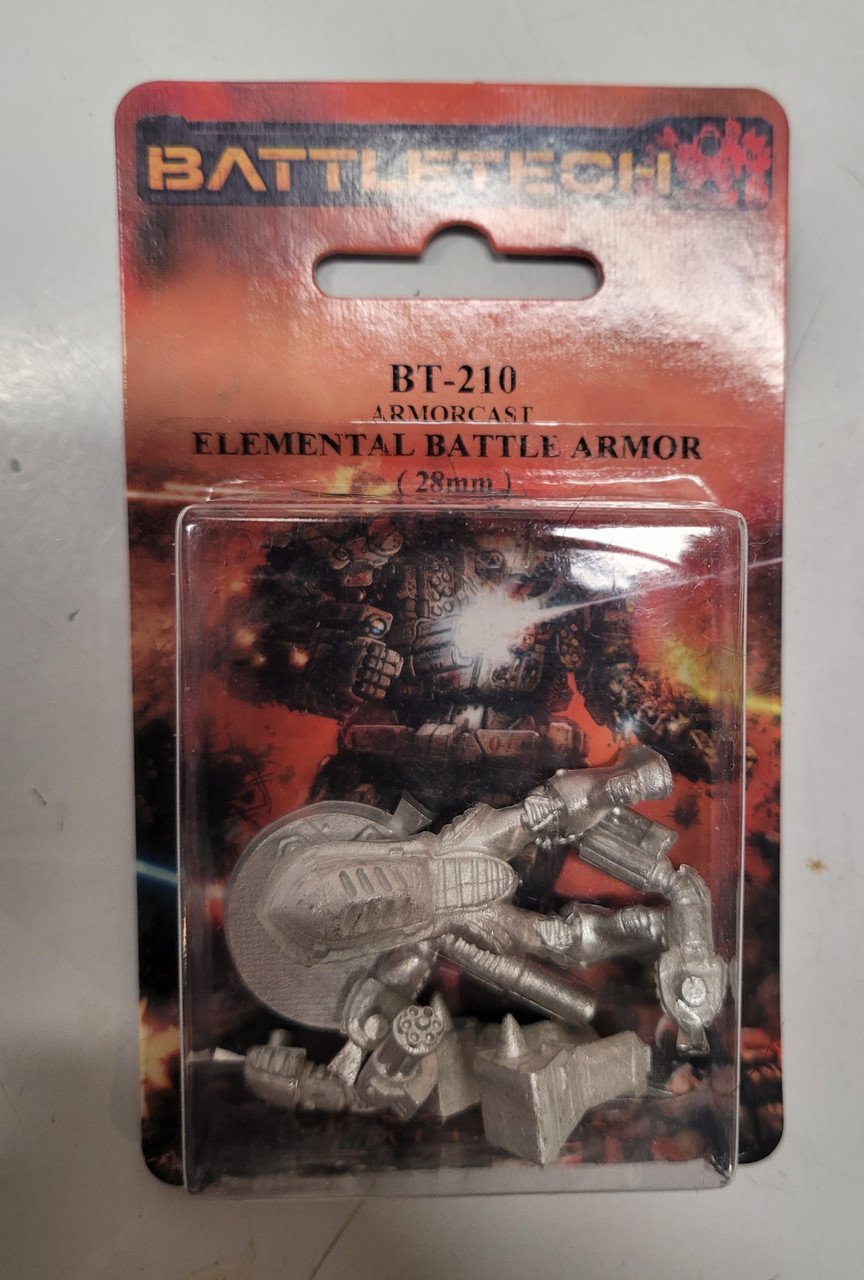 BATTLETECH
BT-210
ARMORCAST
ELEMENTAL BATTLE ARMOR
( 28mm )